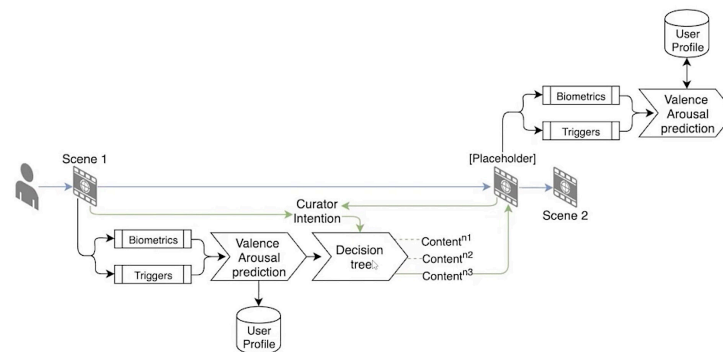 User
Profile
Biometrics
Triggers
Valence
Arousal
prediction
Scene 1
[Placeholder]
Scene 2
Curator
Intention
Biometrics
Triggers
Valence
Arousal
prediction
Decision
tree
Content^n1
Content^n2
Content^n3
User
Profile